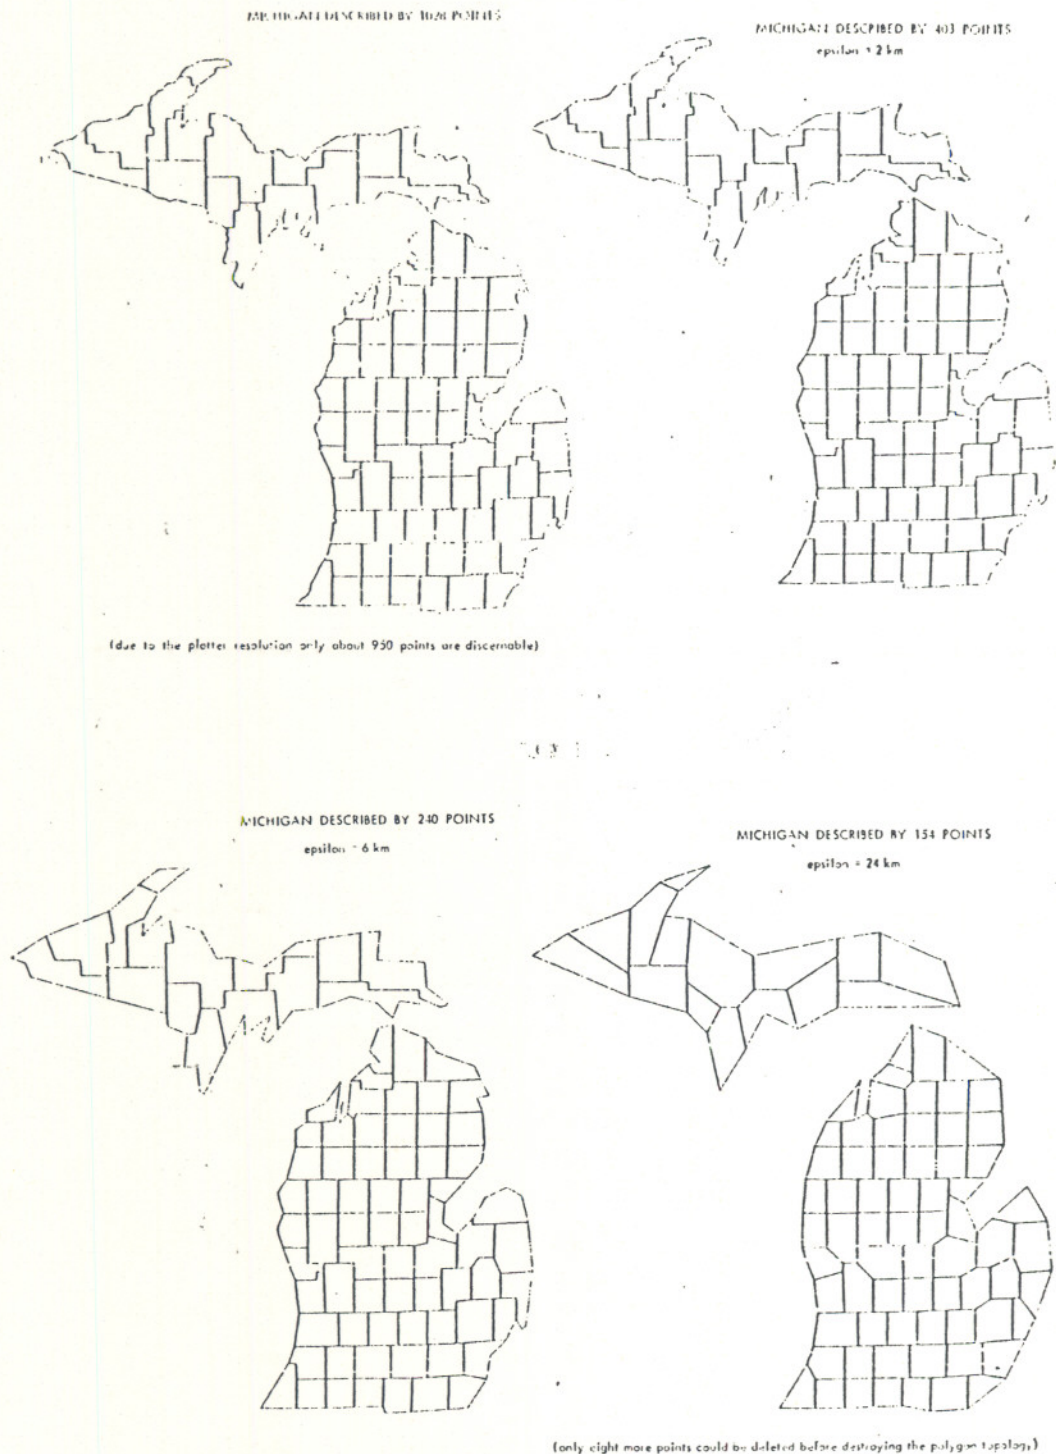 MICHIGAN DESCRIBED BY POINTS
MICHIGAN DESCRIBED BY 403 POINTS
epsilon = 2 km
(due to the plotter resolution only about 950 points are discernable)
MICHIGAN DESCRIBED BY 240 POINTS
epsilon = 6 km
MICHIGAN DESCRIBED BY 154 POINTS
epsilon = 24 km
(only eight more points could be deleted before destroying the polygon topology)